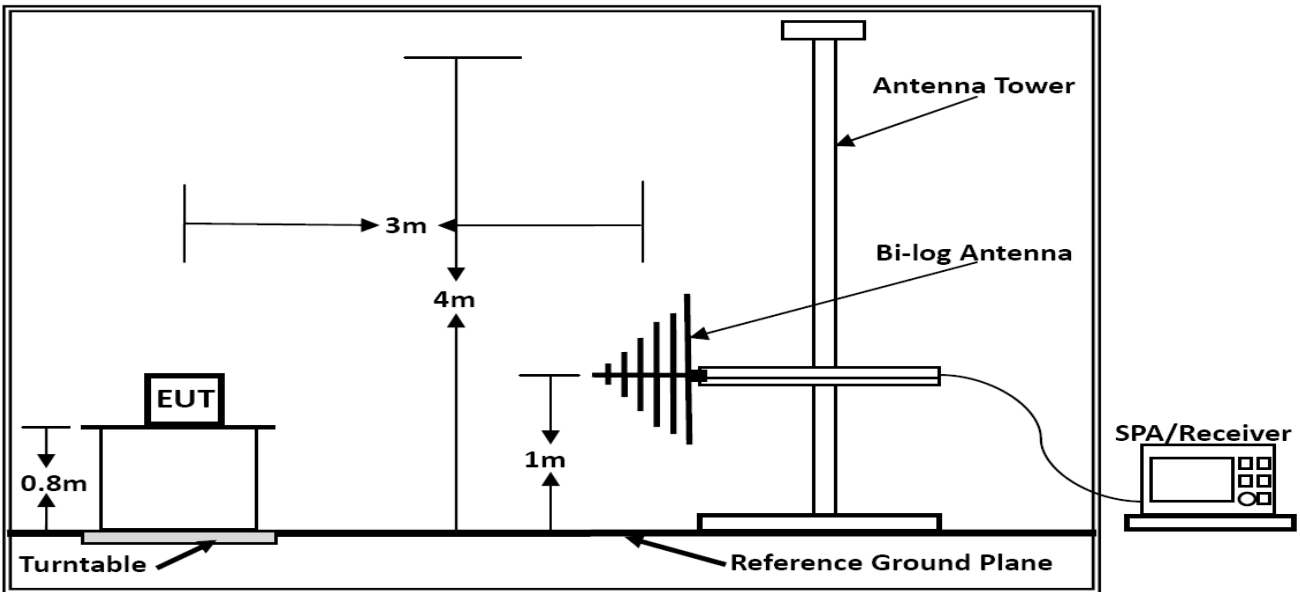 Antenna Tower
3m
Bi-log Antenna
4m
EUT
SPA/Receiver
1m
0.8m
Turntable
Reference Ground Plane